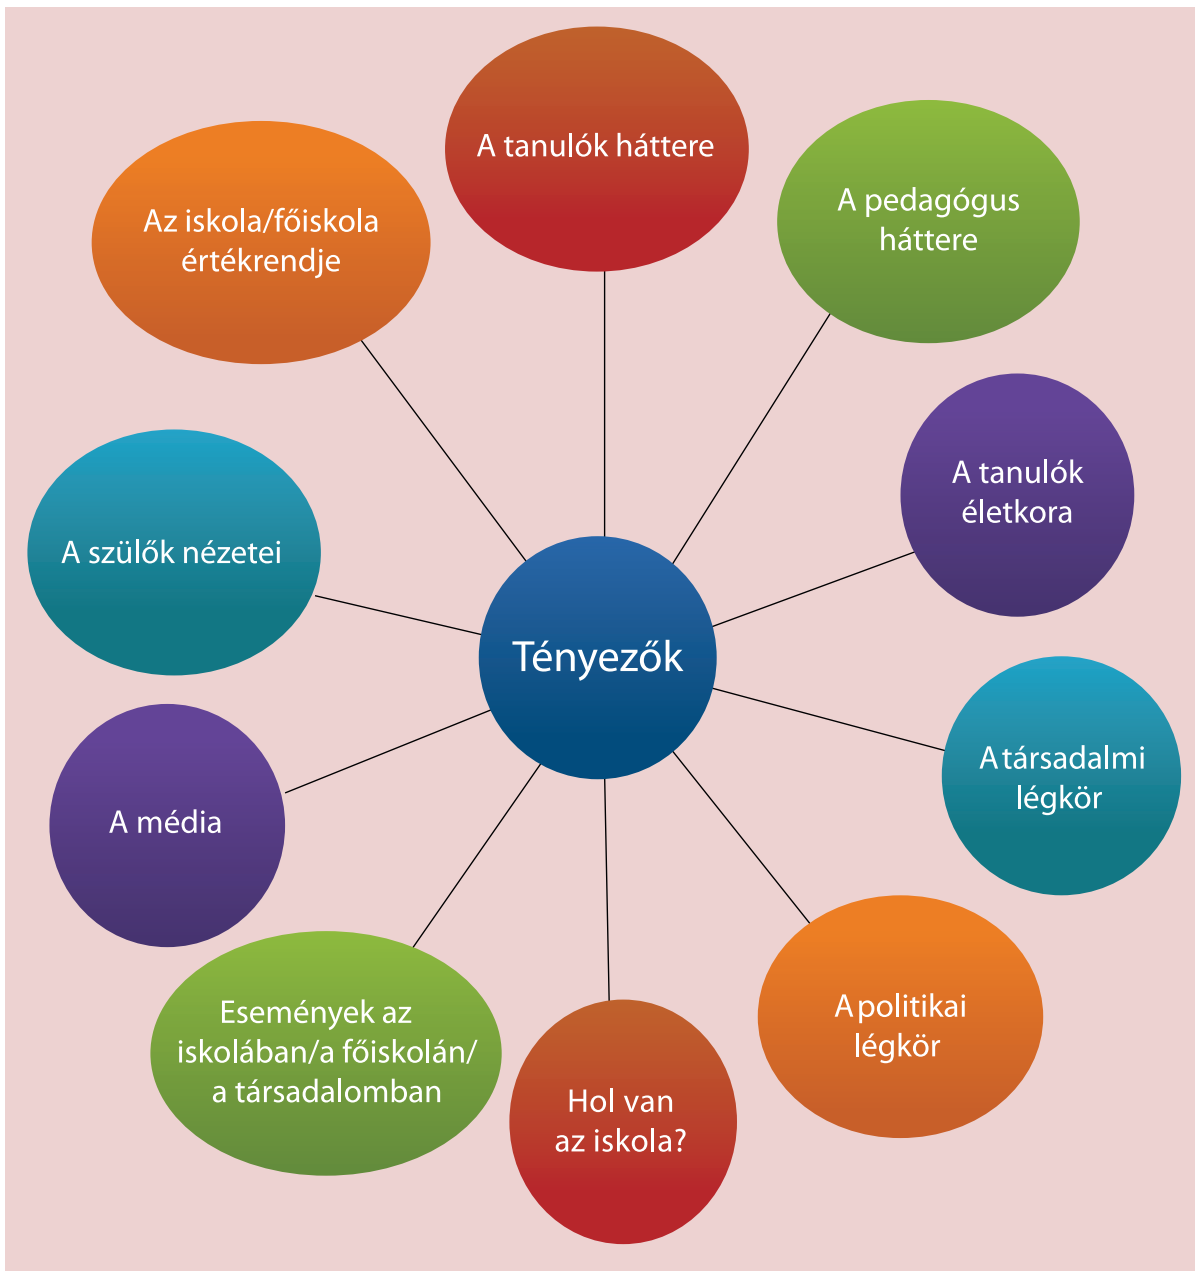 A tanulók háttere
A pedagógus
háttere
Az iskola/főiskola
értékrendje
A tanulók
életkora
A szülők nézetei
Tényezők
A társadalmi
légkör
A média
A politikai
légkör
Események az
iskolában/a főiskolán/
a társadalomban
Hol van
az iskola?